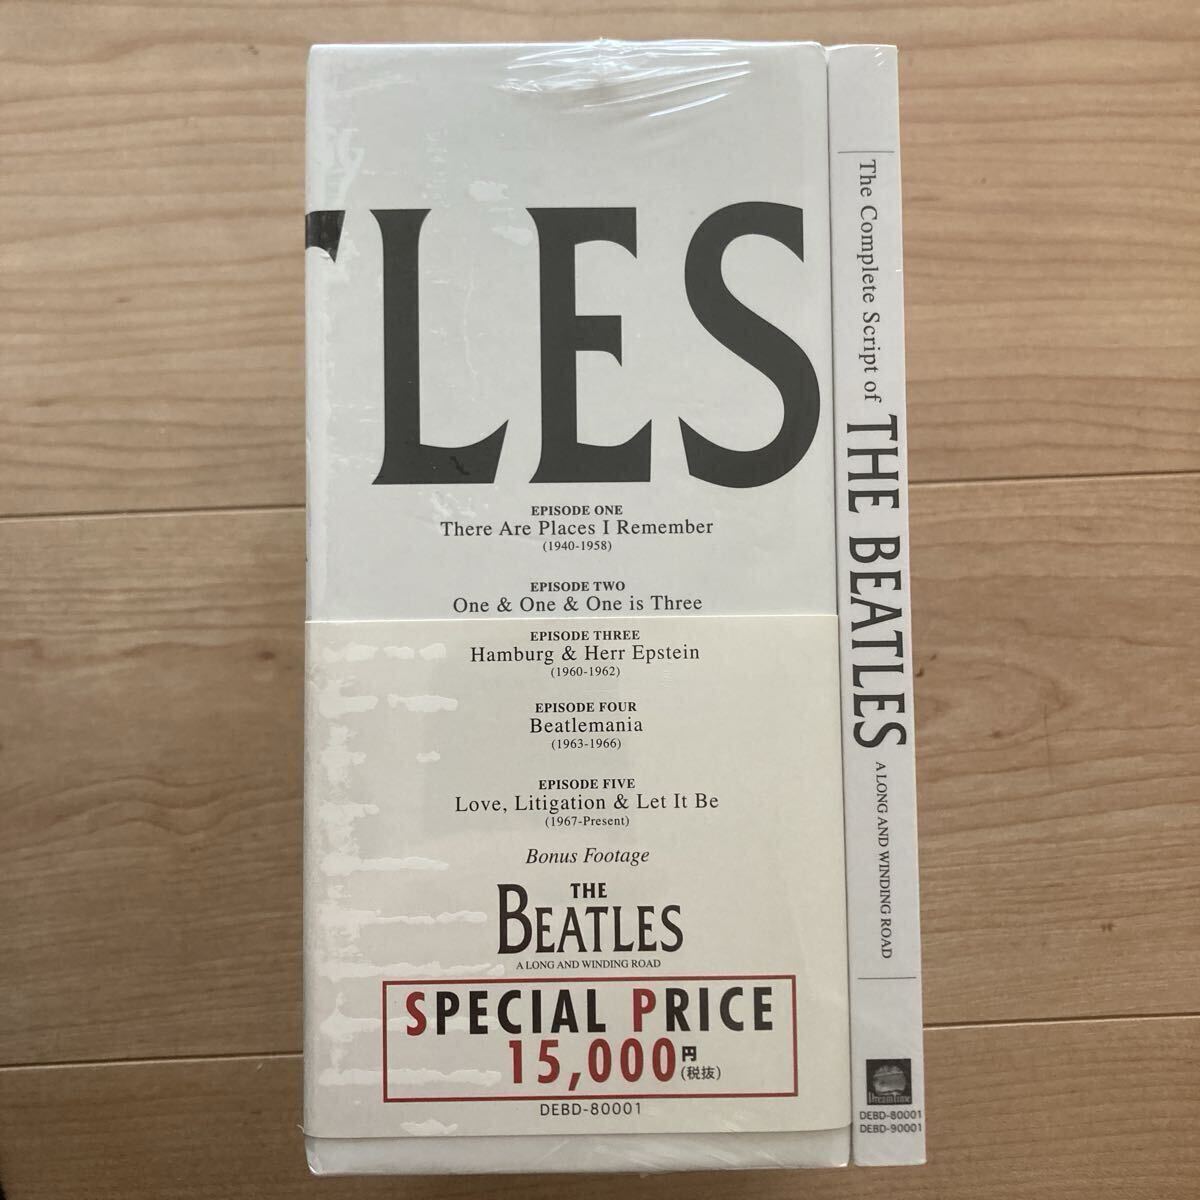 TLES
EPISODE ONE
There Are Places I Remember
(1940-1958)
EPISODE TWO
One & One & One is Three
EPISODE THREE
Hamburg & Herr Epstein
(1960-1962)
EPISODE FOUR
Beatlemania
(1963-1966)
EPISODE FIVE
Love, Litigation & Let It Be
(1967-Present)
Bonus Footage
THE
BEATLES
A LONG AND WINDING ROAD
SPECIAL PRICE
15,000円(税抜)
DEBD-80001
The Complete Script of THE BEATLES A LONG AND WINDING ROAD
DreamTime
DEBD-80001
DEBD-90001